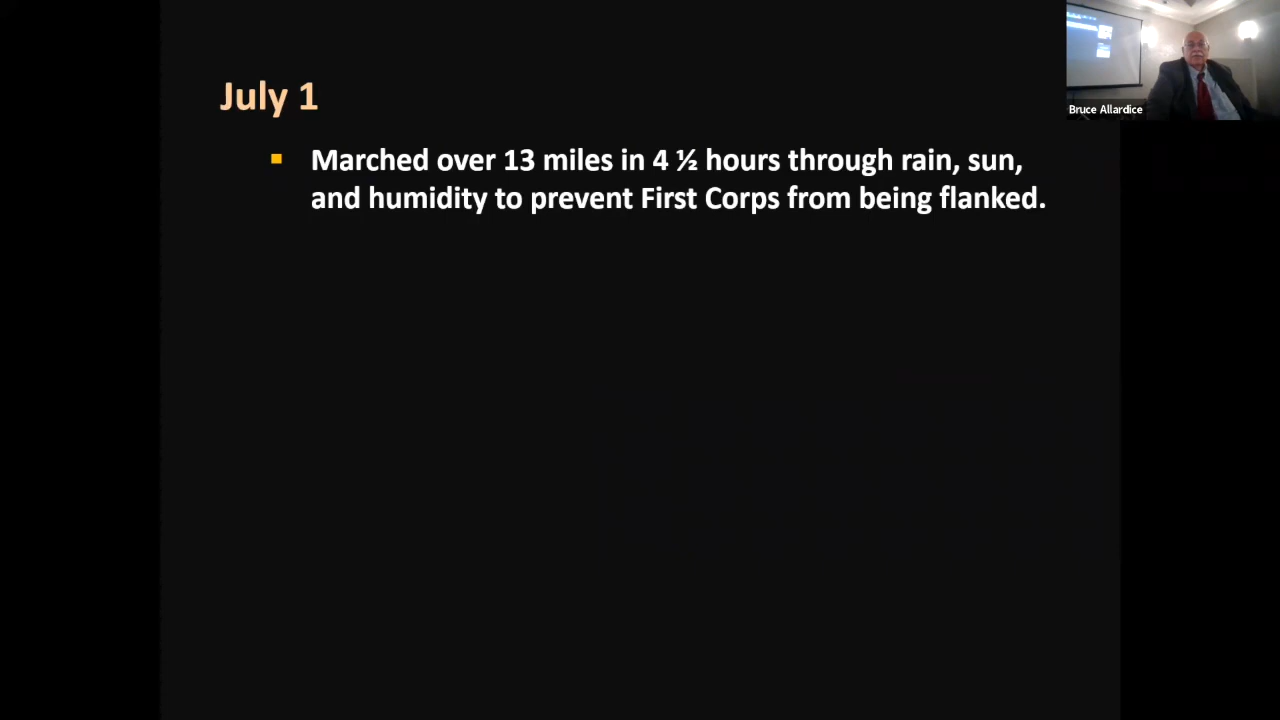 July 1
Marched over 13 miles in 4 ½ hours through rain, sun,
and humidity to prevent First Corps from being flanked.
Bruce Allardice